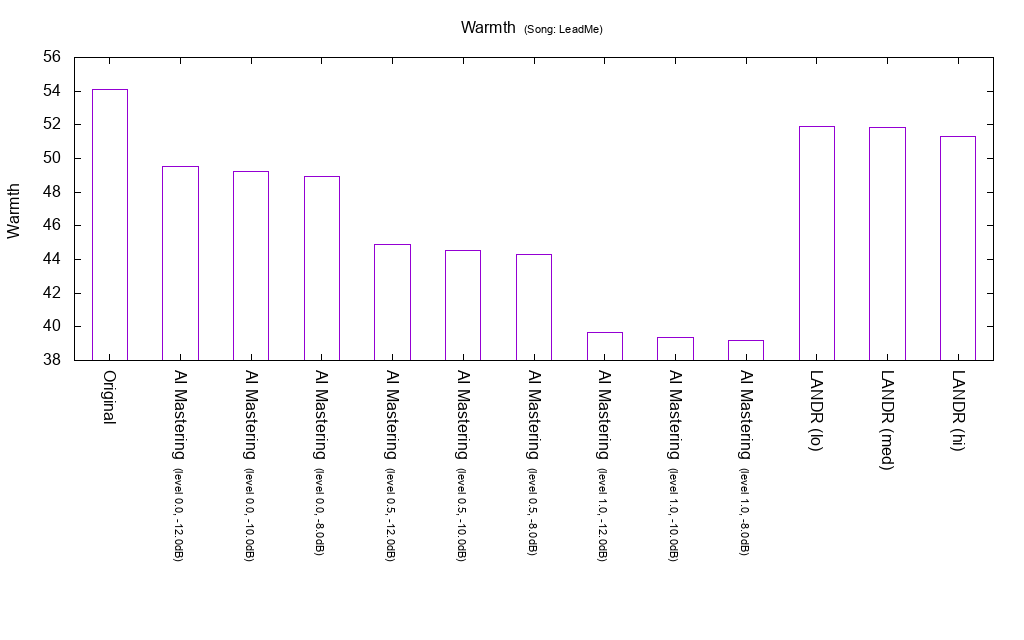 Warmth (Song: LeadMe)
56
54
52
50
48
46
44
42
40
38
Warmth
Original
AI Mastering (level 0.0, -12.0dB)
AI Mastering (level 0.0, -10.0dB)
AI Mastering (level 0.0, -8.0dB)
AI Mastering (level 0.5, -12.0dB)
AI Mastering (level 0.5, -10.0dB)
AI Mastering (level 0.5, -8.0dB)
AI Mastering (level 1.0, -12.0dB)
AI Mastering (level 1.0, -10.0dB)
AI Mastering (level 1.0, -8.0dB)
LANDR (lo)
LANDR (med)
LANDR (hi)